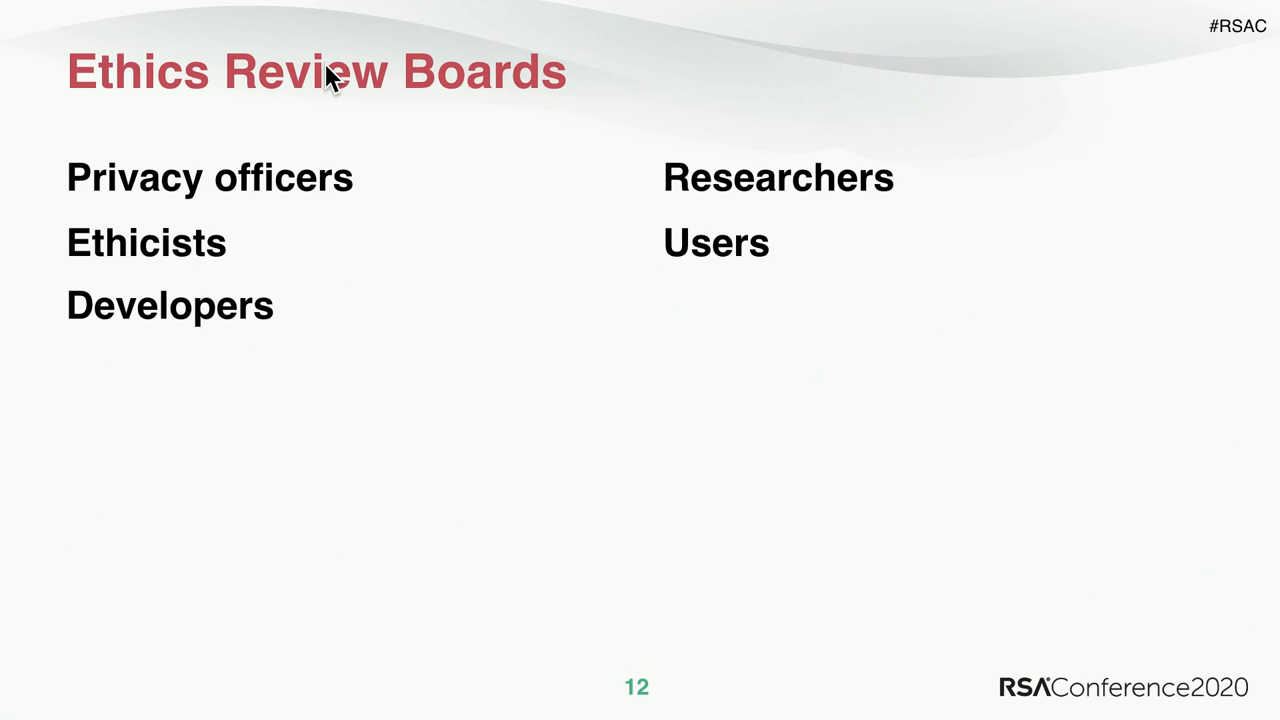 #RSAC
Ethics Review Boards
Privacy officers
Ethicists
Developers
Researchers
Users
12
RSAConference2020